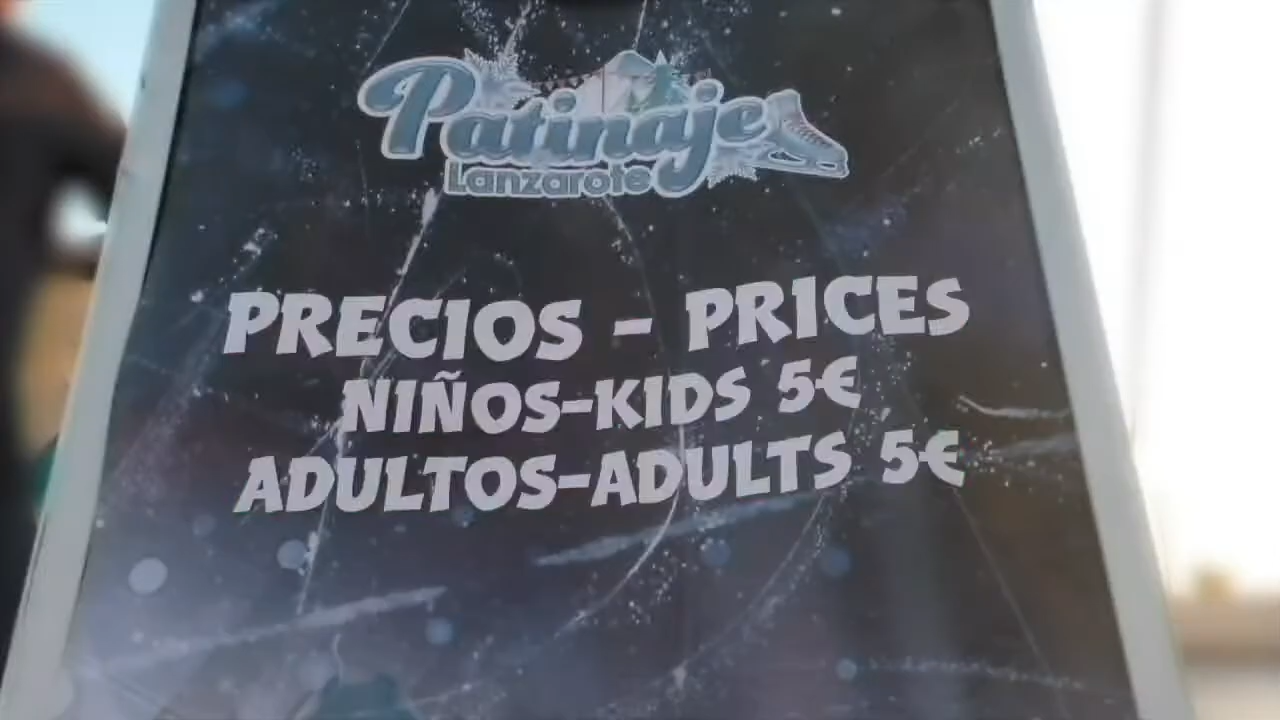 Patinaje
Lanzarote
PRECIOS - PRICES
NIÑOS-KIDS 5€
ADULTOS-ADULTS 5€